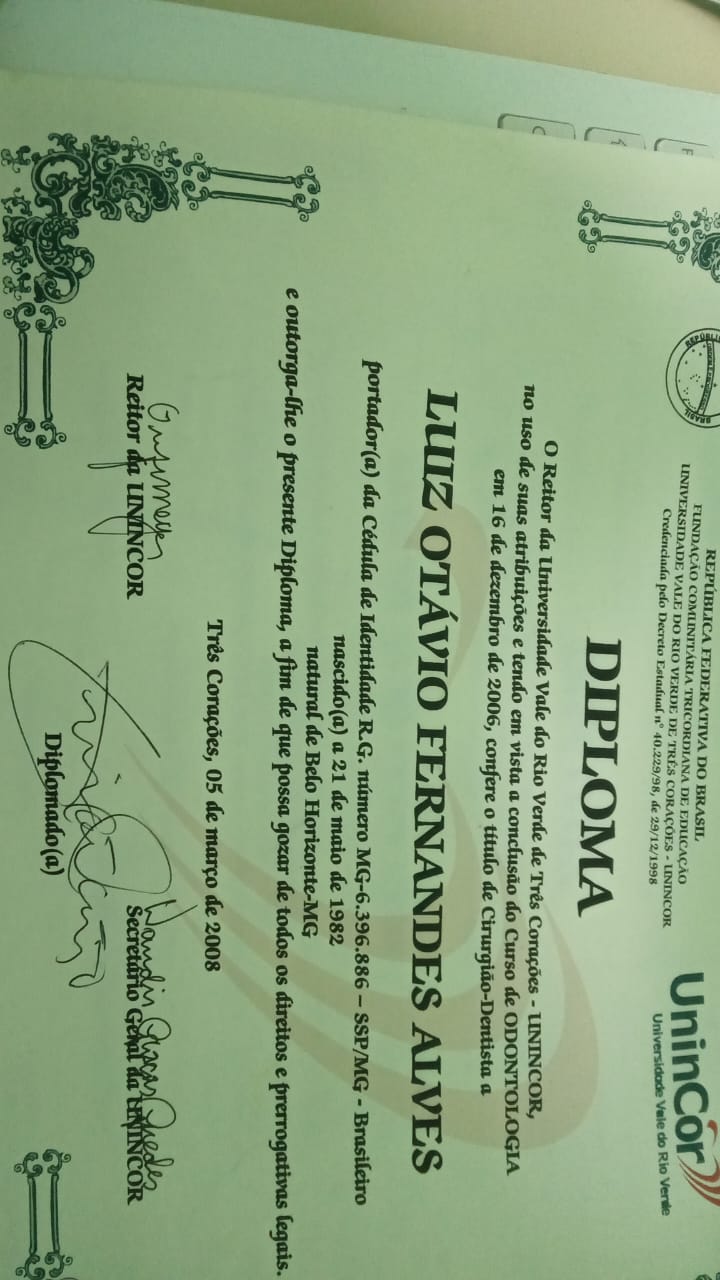 REPÚBLICA FEDERATIVA DO BRASIL
FUNDAÇÃO COMUNITÁRIA TRICORDIANA DE EDUCAÇÃO
UNIVERSIDADE VALE DO RIO VERDE DE TRÊS CORAÇÕES - UNINCOR
Credenciada pelo Decreto Estadual nº 40.229/98, de 29/12/1998
UninCor
Universidade Vale do Rio Verde
DIPLOMA
O Reitor da Universidade Vale do Rio Verde de Três Corações - UNINCOR,
no uso de suas atribuições e tendo em vista a conclusão do Curso de ODONTOLOGIA
em 16 de dezembro de 2006, confere o título de Cirurgião-Dentista a
LUIZ OTÁVIO FERNANDES ALVES
portador(a) da Cédula de Identidade R.G. número MG-6.396.886 – SSP/MG - Brasileiro
nascido(a) a 21 de maio de 1982
natural de Belo Horizonte-MG
e outorga-lhe o presente Diploma, a fim de que possa gozar de todos os direitos e prerrogativas legais.
Três Corações, 05 de março de 2008
Reitor da UNINCOR
Secretário Geral da UNINCOR
Diplomado(a)